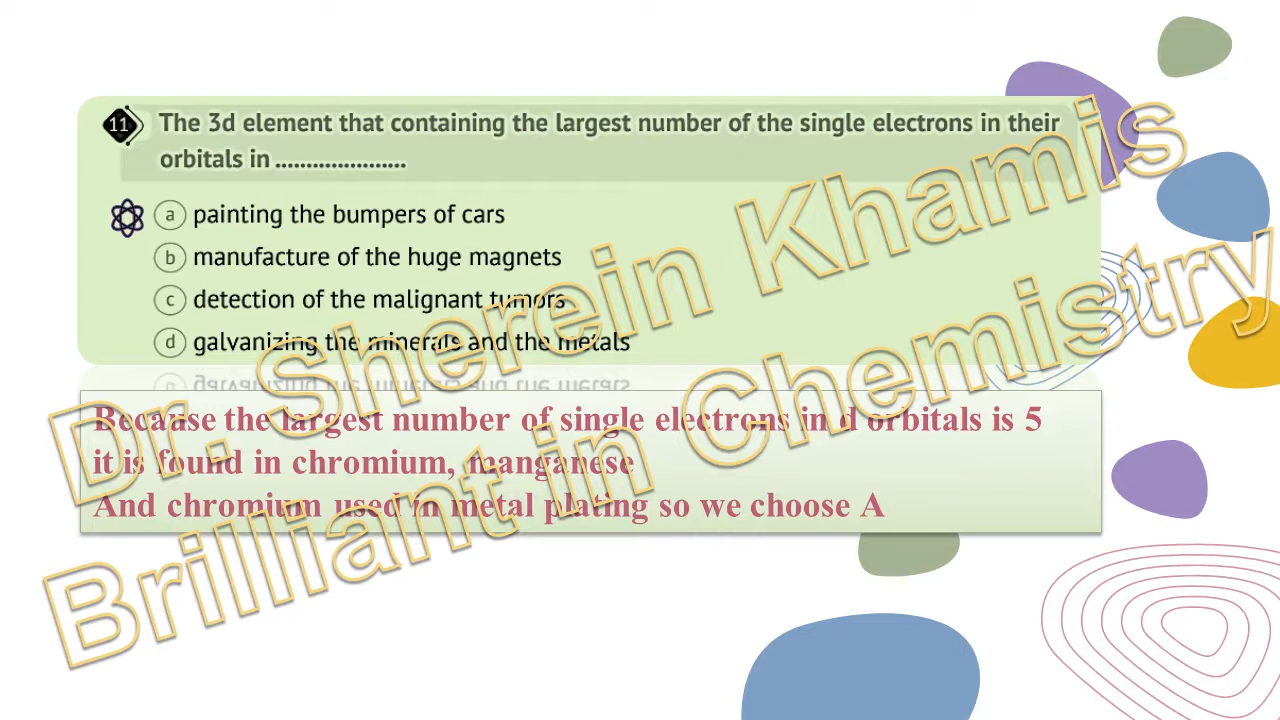 11 The 3d element that containing the largest number of the single electrons in their
orbitals in ......................
a painting the bumpers of cars
b manufacture of the huge magnets
c detection of the malignant tumors
d galvanizing the minerals and the metals
Because the largest number of single electrons in d orbitals is 5
it is found in chromium, manganese
And chromium used in metal plating so we choose A
Dr. Sherein Khamis
Brilliant in Chemistry